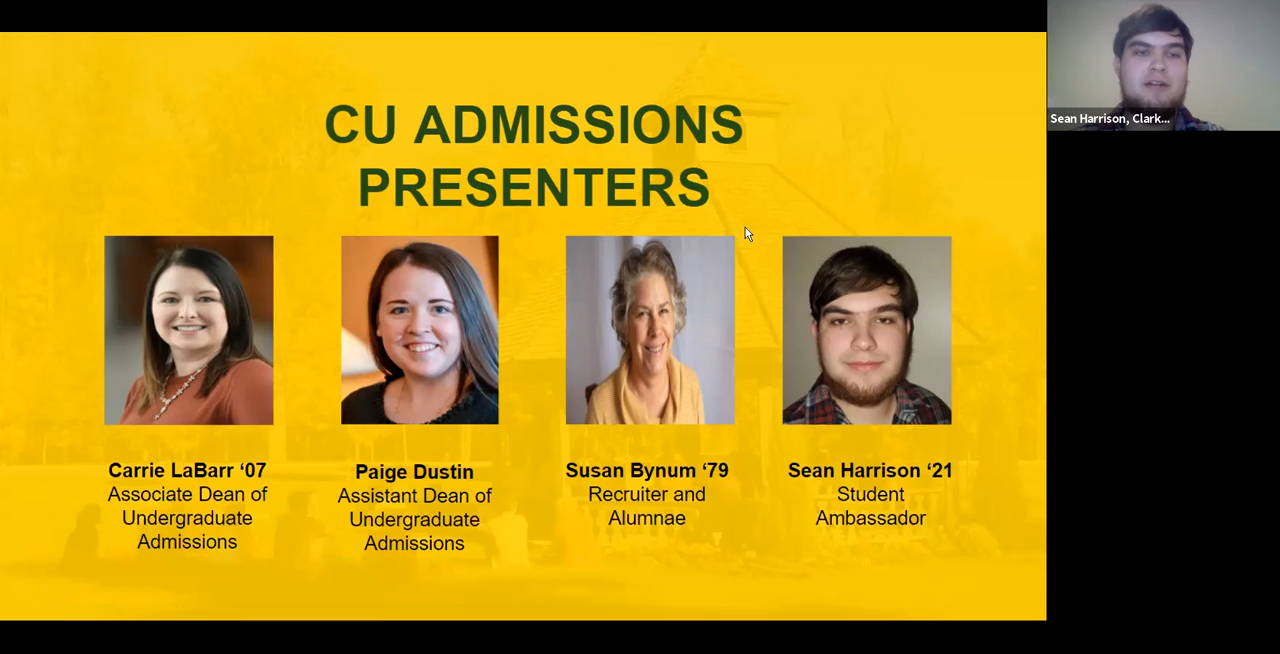 CU ADMISSIONS
PRESENTERS
Carrie LaBarr ‘07
Associate Dean of
Undergraduate
Admissions
Paige Dustin
Assistant Dean of
Undergraduate
Admissions
Susan Bynum ‘79
Recruiter and
Alumnae
Sean Harrison ‘21
Student
Ambassador
Sean Harrison, Clark...